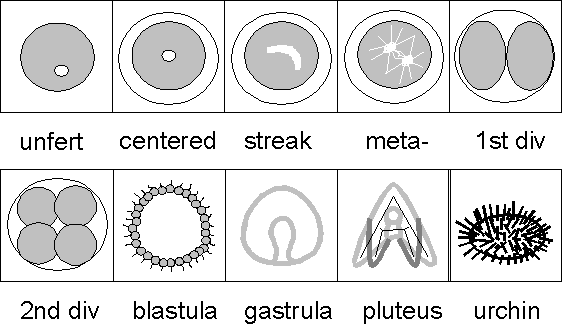 unfert centered streak meta- 1st div
2nd div blastula gastrula pluteus urchin